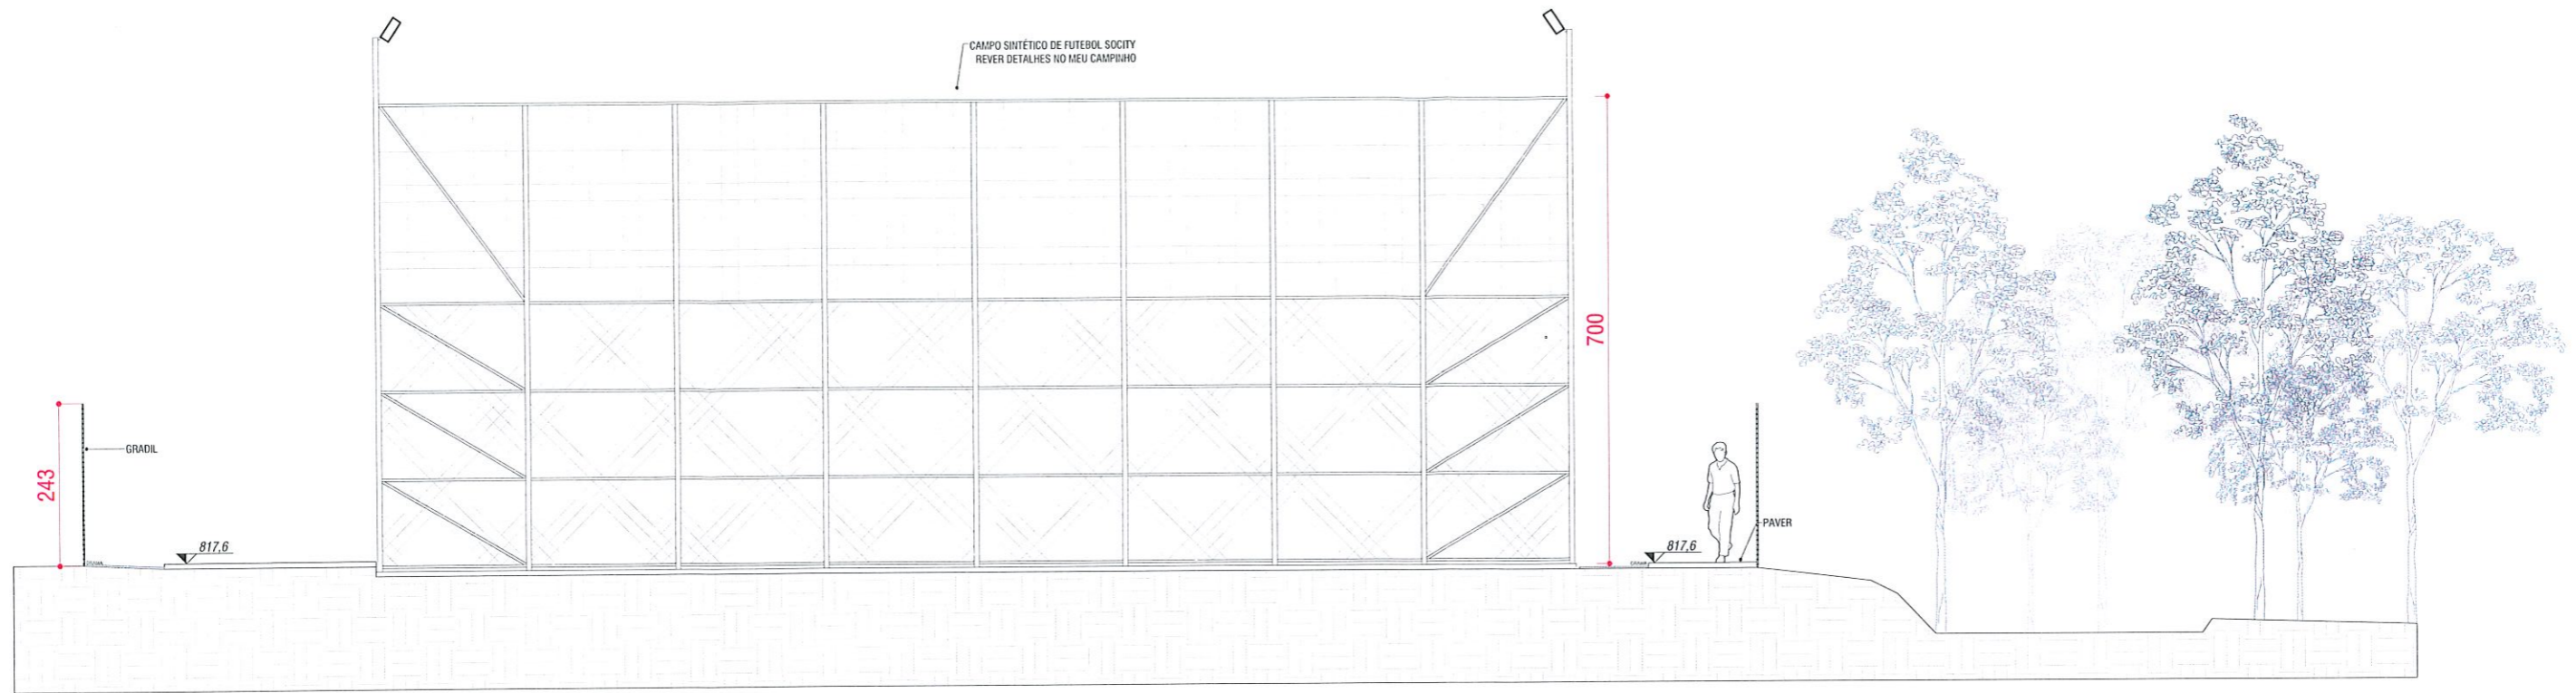 CAMPO SINTÉTICO DE FUTEBOL SOCITY
REVER DETALHES NO MEU CAMPINHO
700
243
GRADIL
817,6
PAVER
817,6